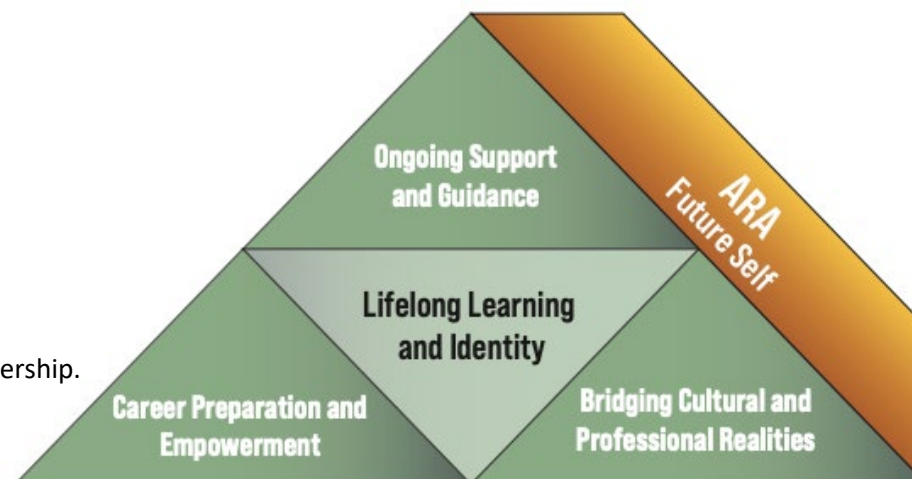 Ongoing Support
and Guidance
ARA
Future Self
Lifelong Learning
and Identity
ership.
Career Preparation and
Empowerment
Bridging Cultural and
Professional Realities